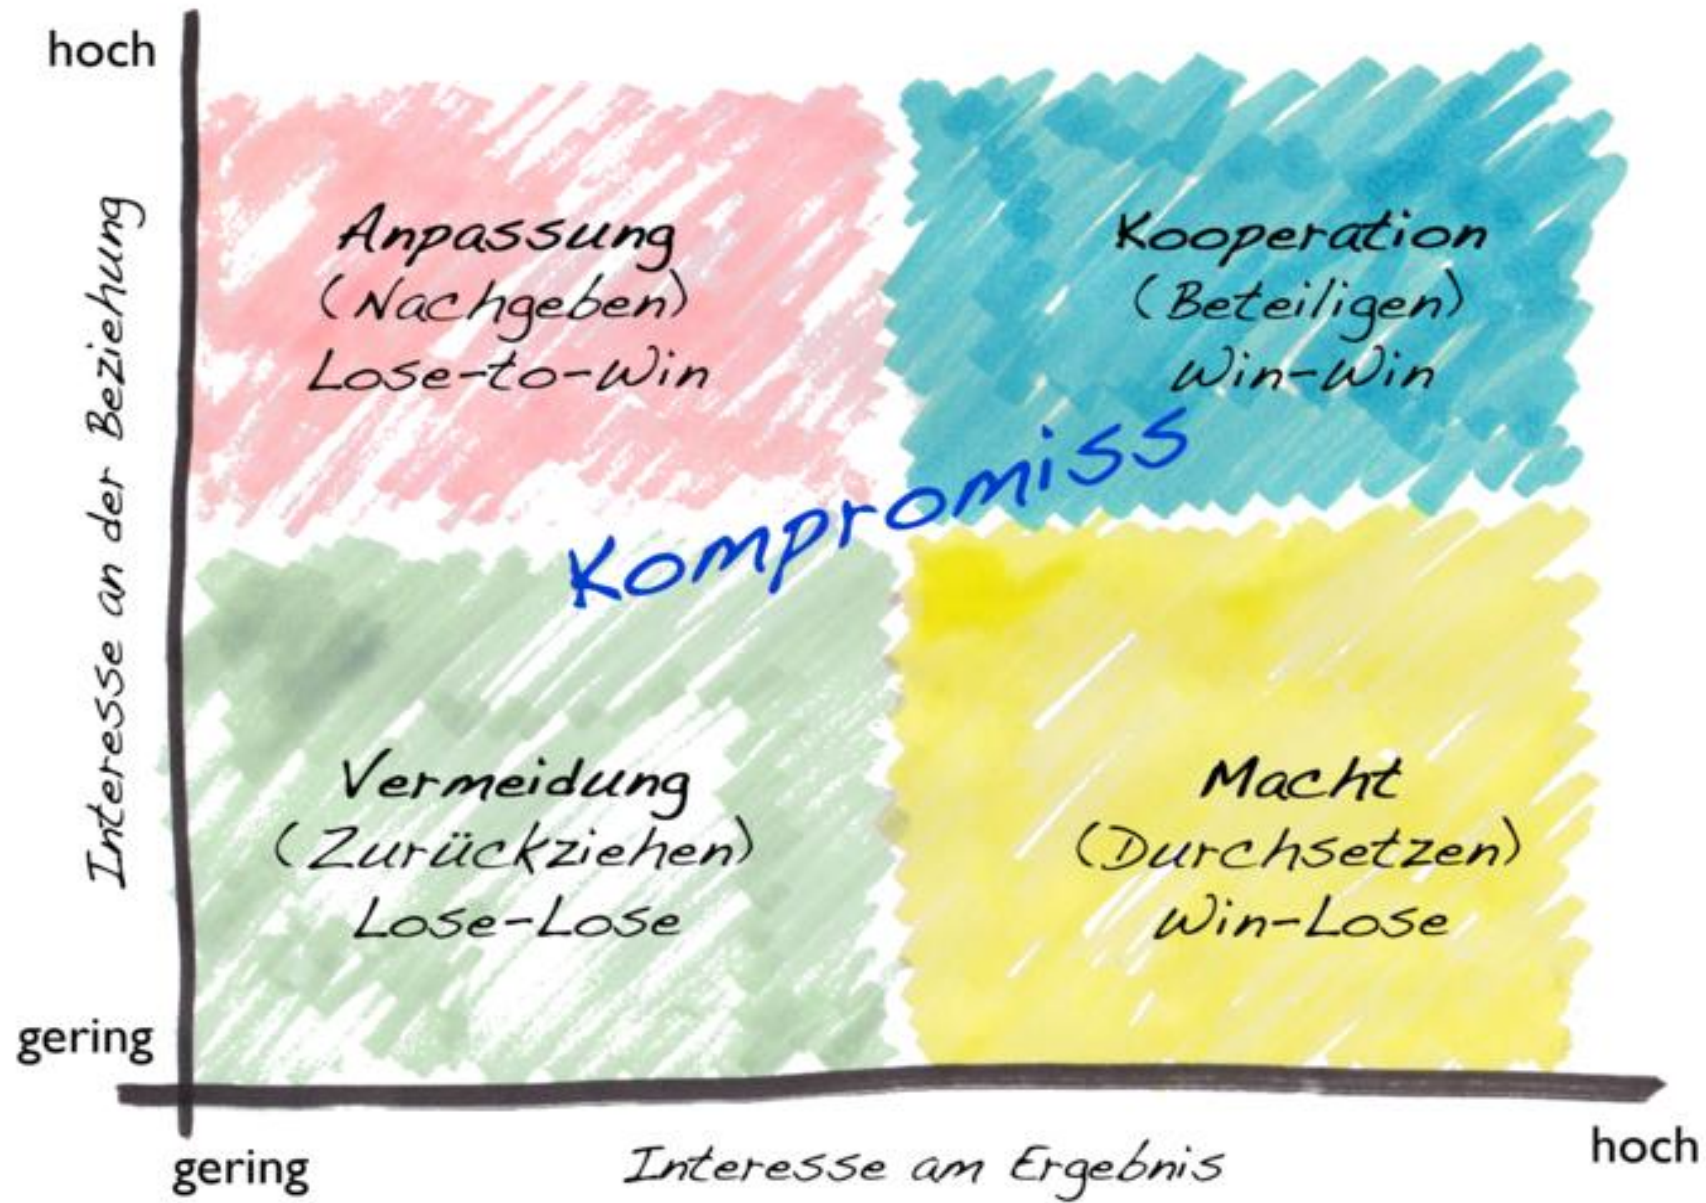 hoch
Interesse an der Beziehung
Anpassung
(Nachgeben)
Lose-to-Win
Kooperation
(Beteiligen)
Win-Win
Kompromiss
Vermeidung
(Zurückziehen)
Lose-Lose
Macht
(Durchsetzen)
Win-Lose
gering
gering
Interesse am Ergebnis
hoch